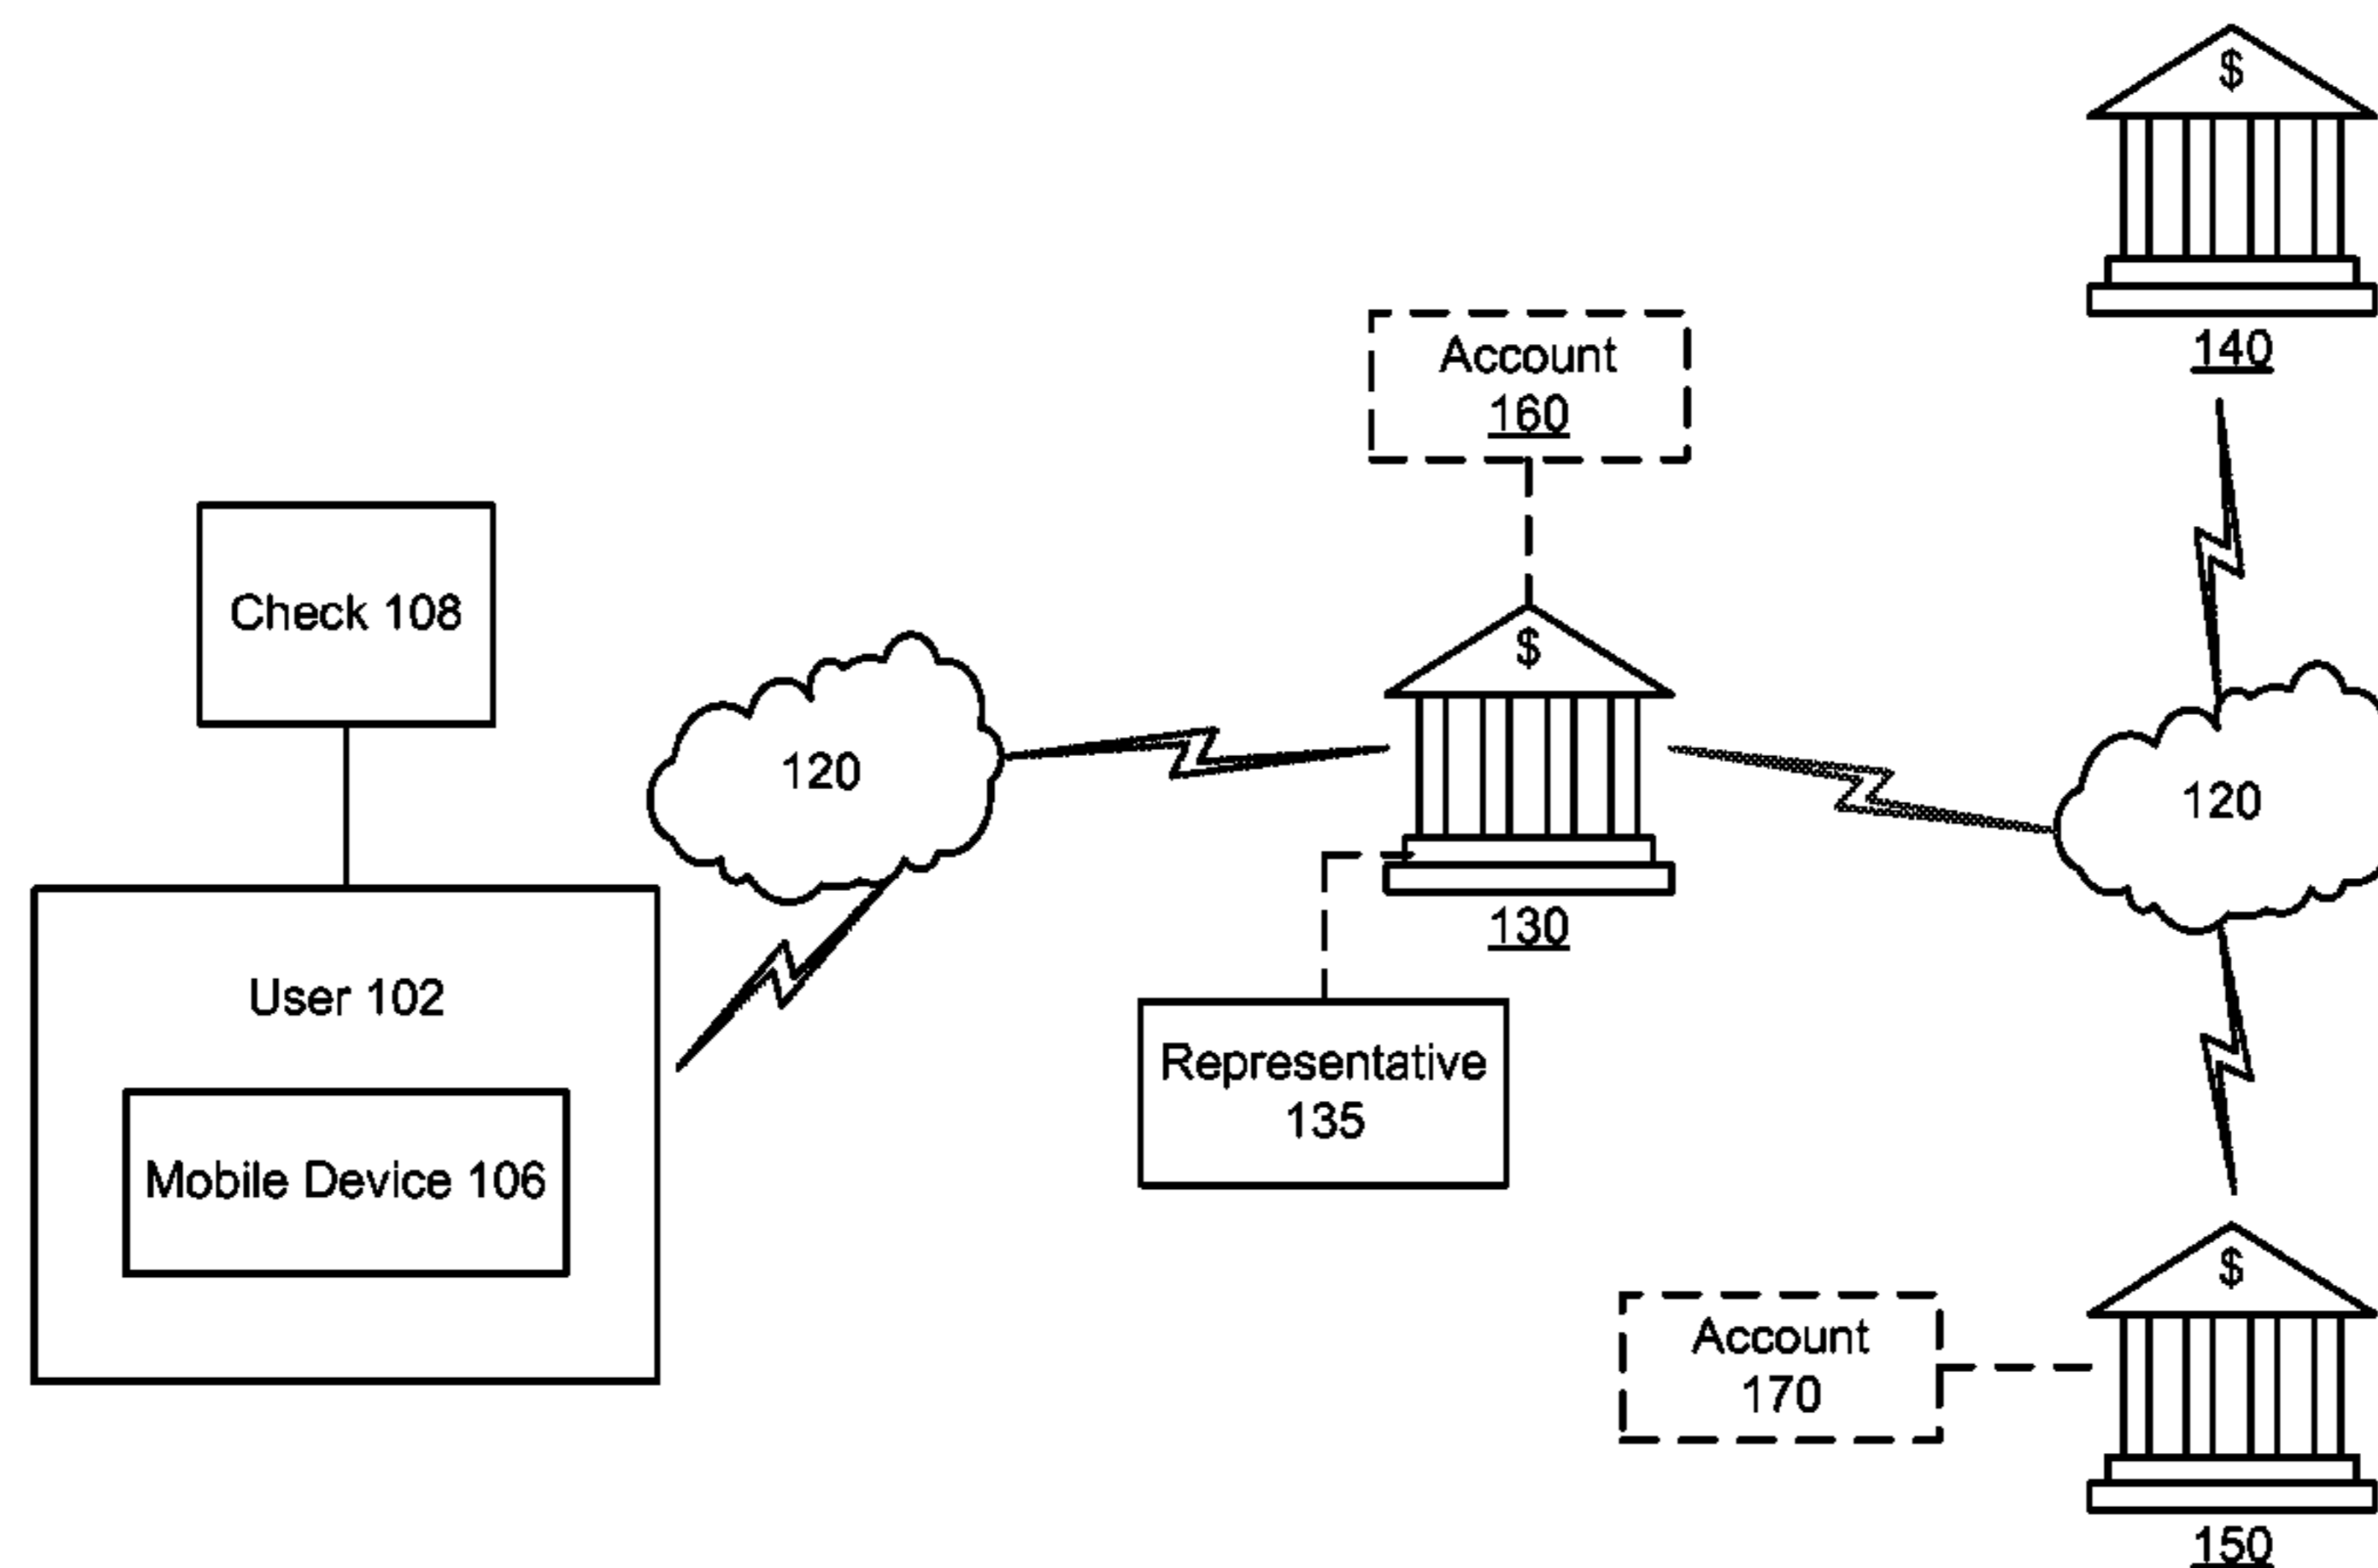 $
140
Account
160
Check 108
$
120
120
130
User 102
Representative
135
Mobile Device 106
$
Account
170
150